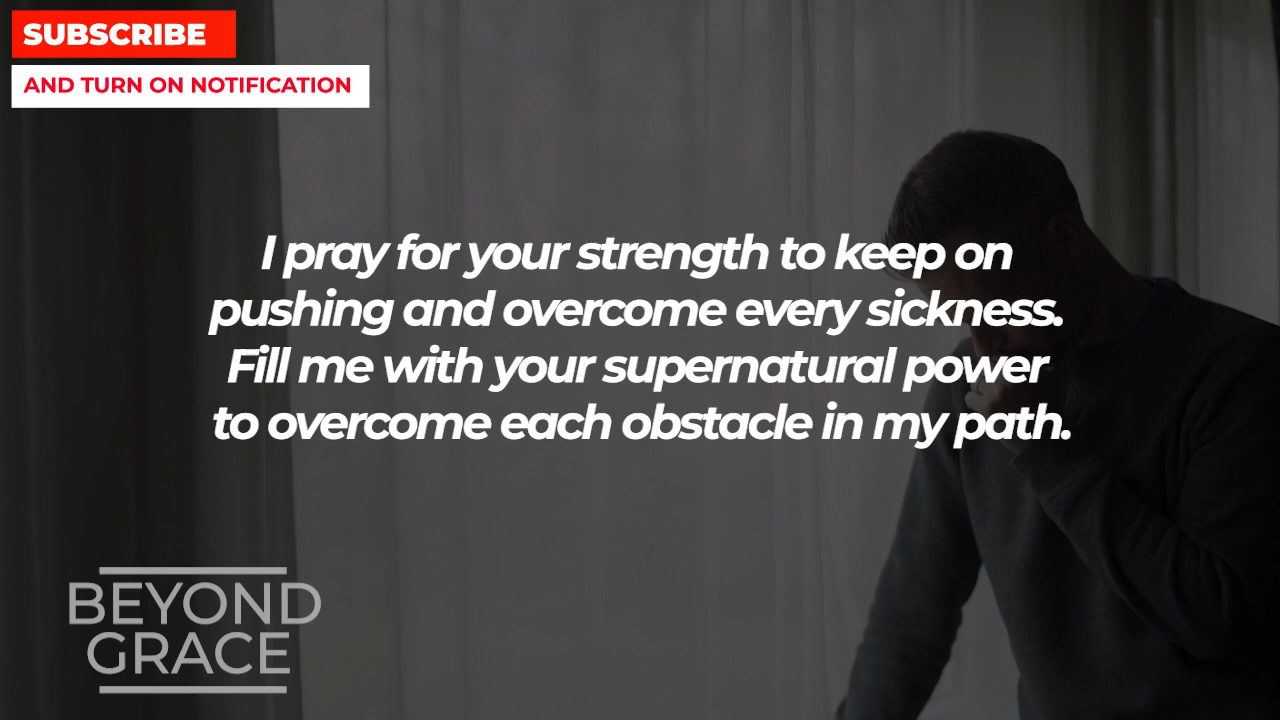 SUBSCRIBE
AND TURN ON NOTIFICATION
I pray for your strength to keep on
pushing and overcome every sickness.
Fill me with your supernatural power
to overcome each obstacle in my path.
BEYOND
GRACE